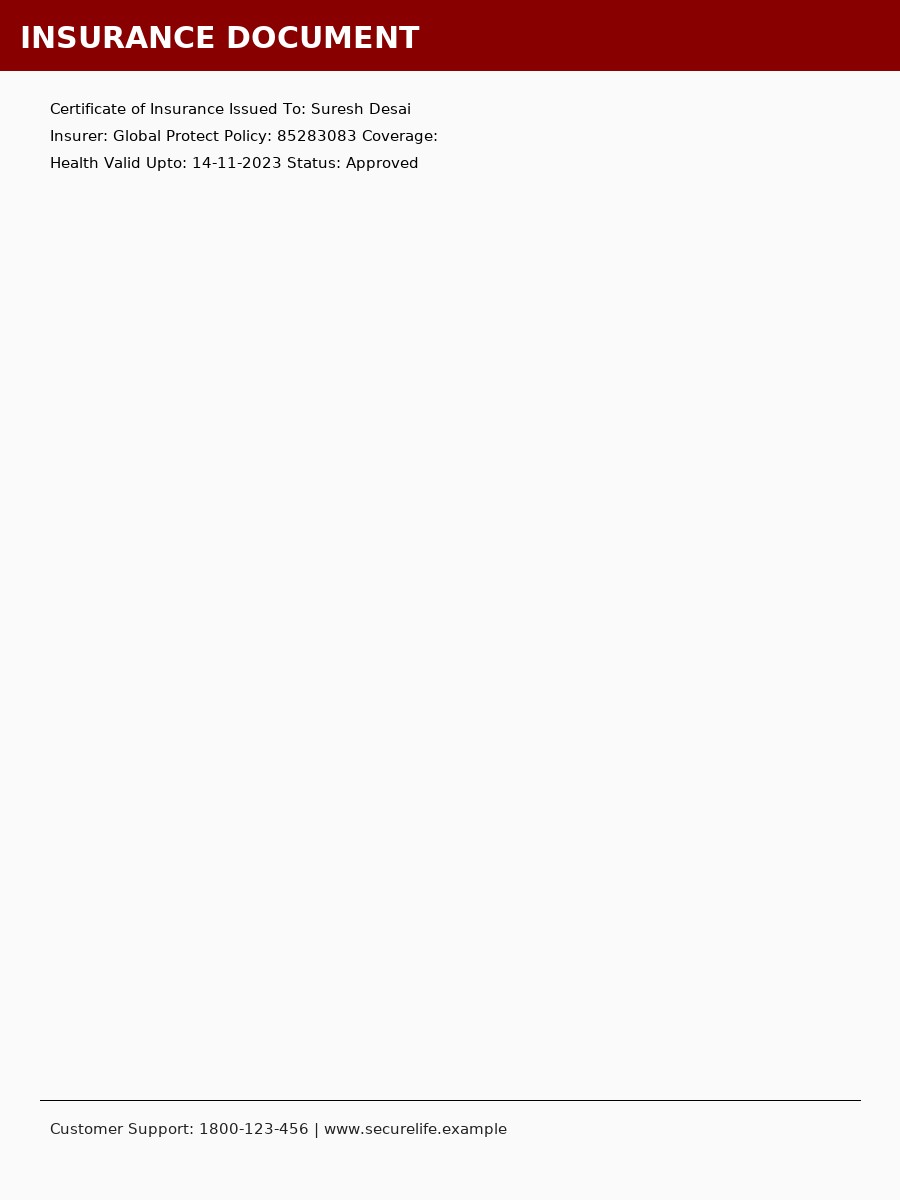 INSURANCE DOCUMENT
Certificate of Insurance Issued To: Suresh Desai
Insurer: Global Protect Policy: 85283083 Coverage:
Health Valid Upto: 14-11-2023 Status: Approved
Customer Support: 1800-123-456 | www.securelife.example